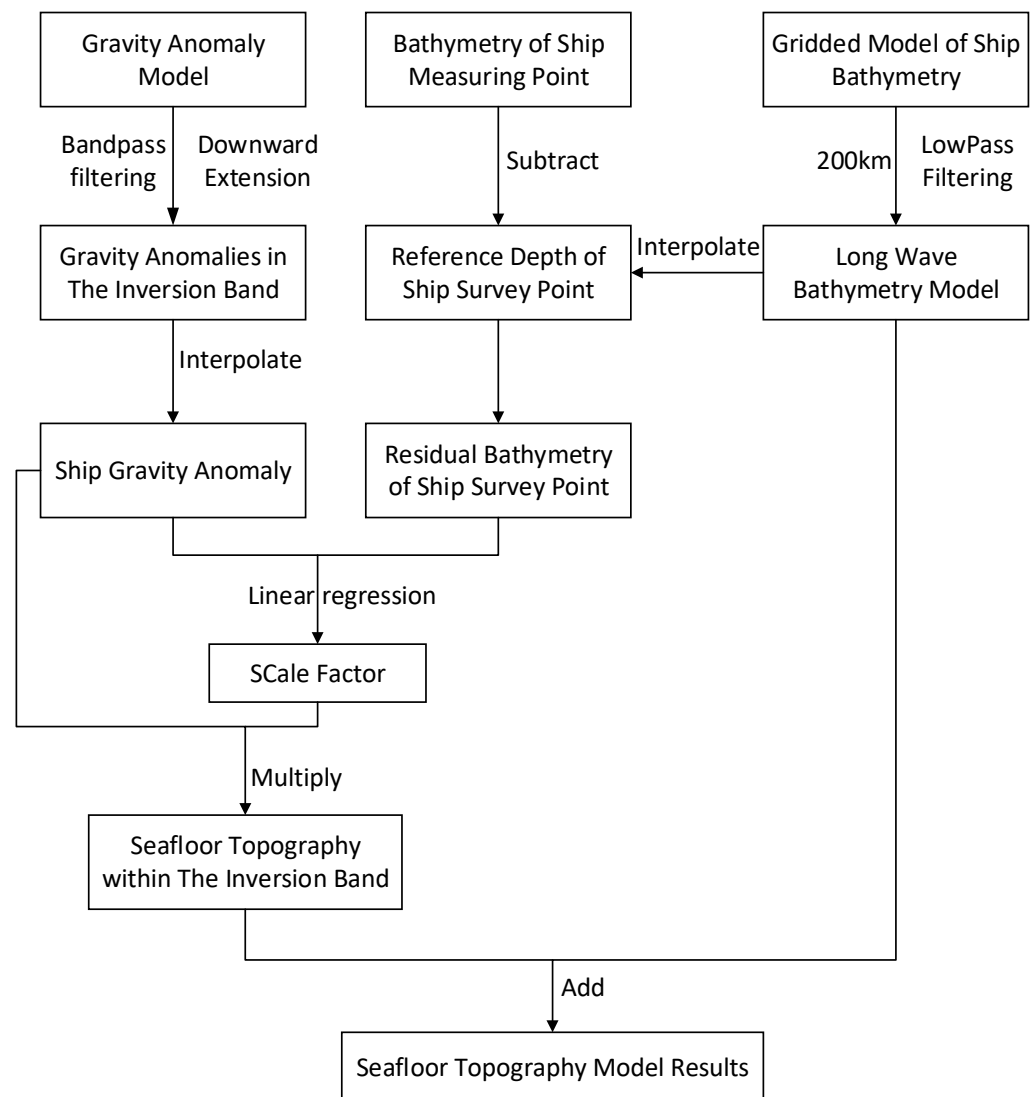 Gravity Anomaly
Model
Bathymetry of Ship
Measuring Point
Gridded Model of Ship
Bathymetry
Bandpass
filtering
Downward
Extension
Subtract
200km
LowPass
Filtering
Gravity Anomalies in
The Inversion Band
Reference Depth of
Ship Survey Point
Interpolate
Long Wave
Bathymetry Model
Interpolate
Ship Gravity Anomaly
Residual Bathymetry
of Ship Survey Point
Linear regression
SCale Factor
Multiply
Seafloor Topography
within The Inversion Band
Add
Seafloor Topography Model Results